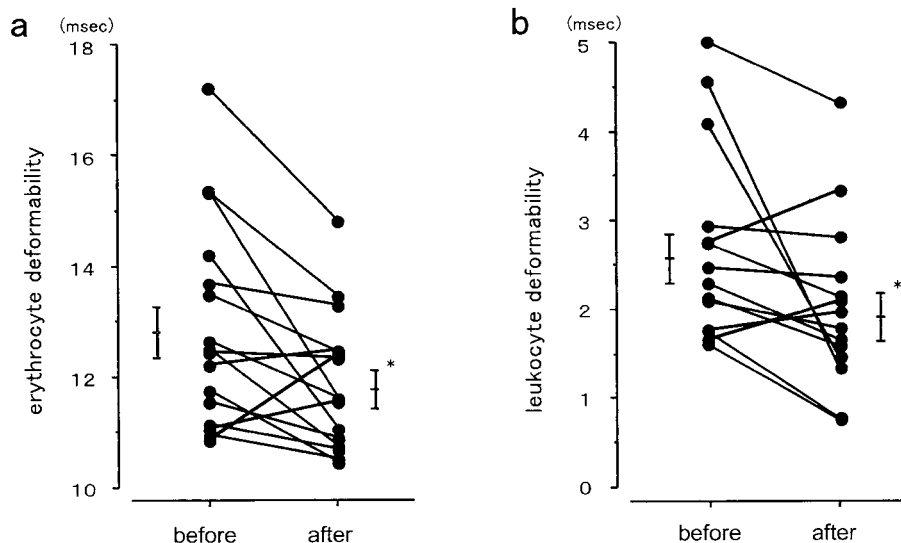 a
(msec)
18
16
14
12
10
erythrocyte deformability
before after
*
b
(msec)
5
4
3
2
1
0
leukocyte deformability
before after
*